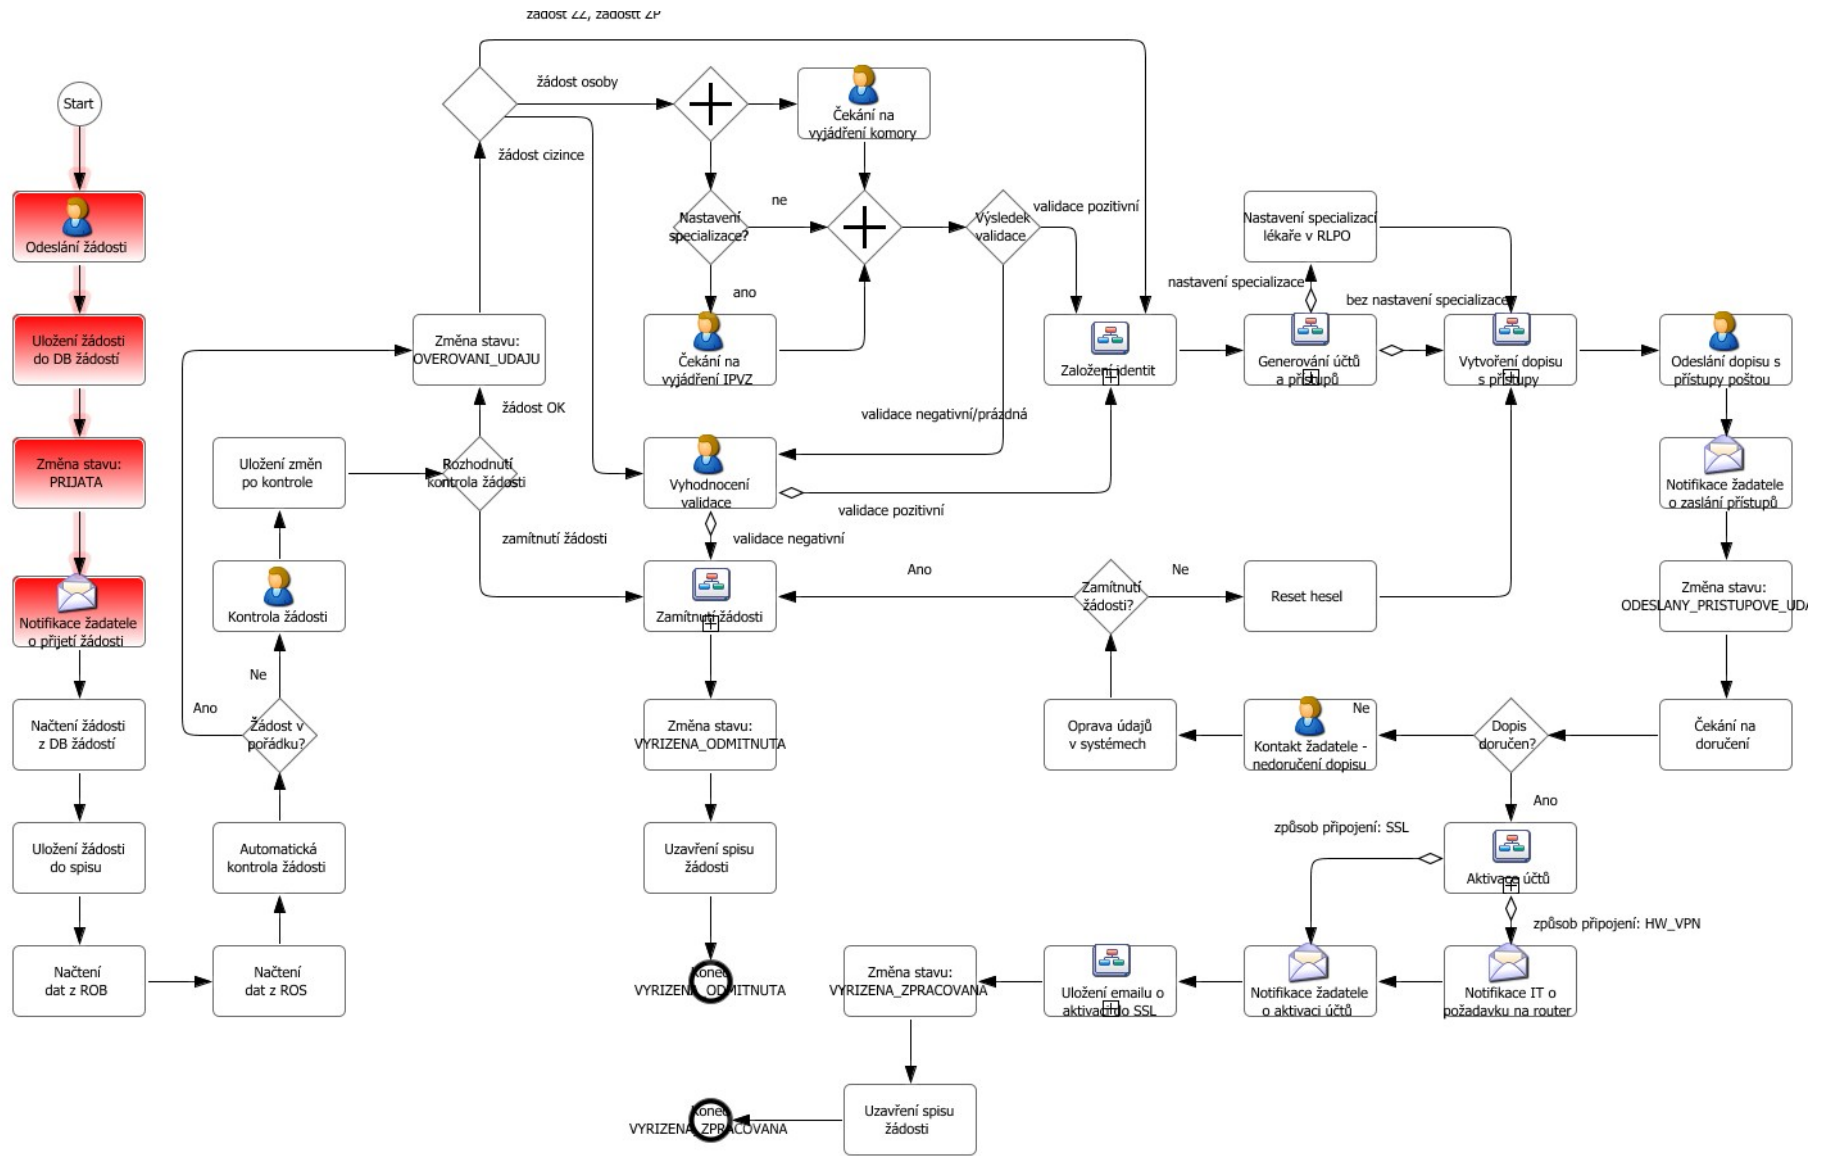 žádost ZZ, žádost ZP
žádost osoby
Start
Čekání na
vyjádření komory
žádost cizince
Odeslání žádosti
Nastavení
specializace?
ne
Výsledek
validace
validace pozitivní
Nastavení specializací
lékaře v RLPO
nastavení specializace
bez nastavení specializace
ano
Uložení žádosti
do DB žádostí
Změna stavu:
OVEROVANI_UDAJU
Čekání na
vyjádření IPVZ
Založení identit
Generování účtů
a přístupů
Vytvoření dopisu
s přístupy
Odeslání dopisu s
přístupy poštou
žádost OK
validace negativní/prázdná
Změna stavu:
PRIJATA
Uložení změn
po kontrole
Rozhodnutí
kontrola žádosti
Vyhodnocení
validace
validace pozitivní
Notifikace žadatele
o zaslání přístupů
zamítnutí žádosti
validace negativní
Notifikace žadatele
o přijetí žádosti
Kontrola žádosti
Zamítnutí žádosti
Ano
Zamítnutí
žádosti?
Ne
Reset hesel
Změna stavu:
ODESLANY_PRISTUPOVE_UDA
Ne
Ano
Načtení žádosti
z DB žádostí
Žádost v
pořádku?
Změna stavu:
VYRIZENA_ODMITNUTA
Oprava údajů
v systémech
Ne
Kontakt žadatele -
nedoručení dopisu
Dopis
doručen?
Čekání na
doručení
Ano
Uložení žádosti
do spisu
Automatická
kontrola žádosti
Uzavření spisu
žádosti
způsob připojení: SSL
Aktivace účtů
způsob připojení: HW_VPN
Načtení
dat z ROB
Načtení
dat z ROS
Konec
VYRIZENA_ODMITNUTA
Změna stavu:
VYRIZENA_ZPRACOVANA
Uložení emailu o
aktivaci do SSL
Notifikace žadatele
o aktivaci účtů
Notifikace IT o
požadavku na router
Konec
VYRIZENA_ZPRACOVANA
Uzavření spisu
žádosti